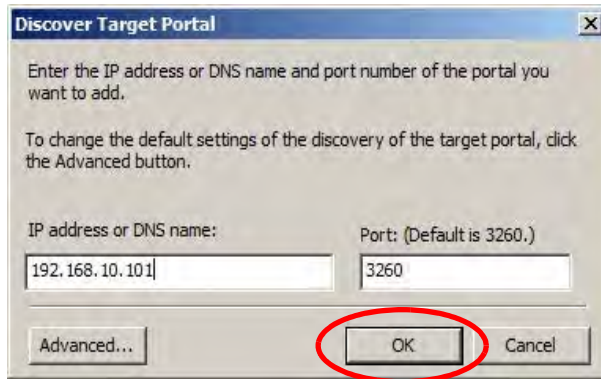 Discover Target Portal
Enter the IP address or DNS name and port number of the portal you
want to add.
To change the default settings of the discovery of the target portal, click
the Advanced button.
IP address or DNS name:
Port: (Default is 3260.)
192.168.10.101
3260
Advanced...
OK
Cancel